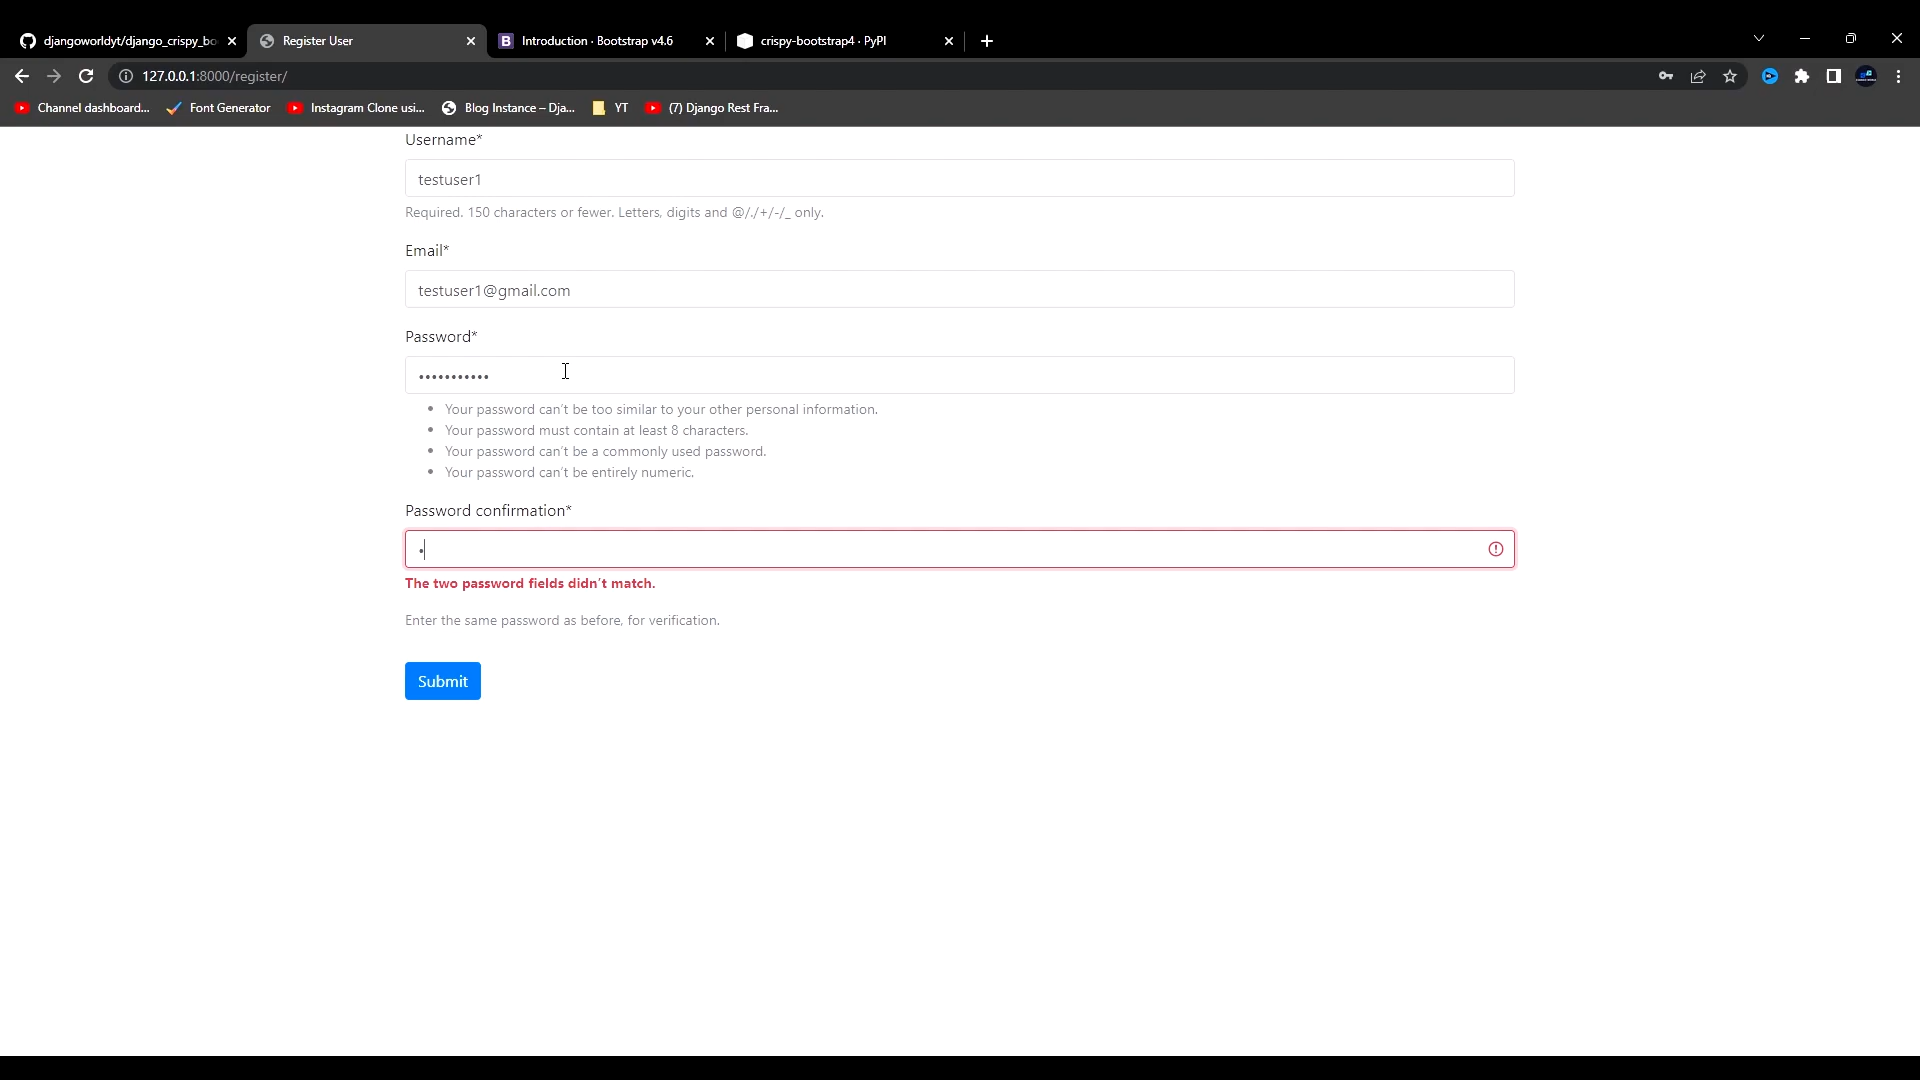 djangoworldyt/django_crispy_bo
Register User
Introduction · Bootstrap v4.6
crispy-bootstrap4 · PyPI
127.0.0.1:8000/register/
Channel dashboard...
Font Generator
Instagram Clone usi...
Blog Instance – Dja...
YT
(7) Django Rest Fra...
Username*
testuser1
Required. 150 characters or fewer. Letters, digits and @/./+/-/_ only.
Email*
testuser1@gmail.com
Password*
•••••••••••
• Your password can't be too similar to your other personal information.
• Your password must contain at least 8 characters.
• Your password can't be a commonly used password.
• Your password can't be entirely numeric.
Password confirmation*
•
The two password fields didn't match.
Enter the same password as before, for verification.
Submit